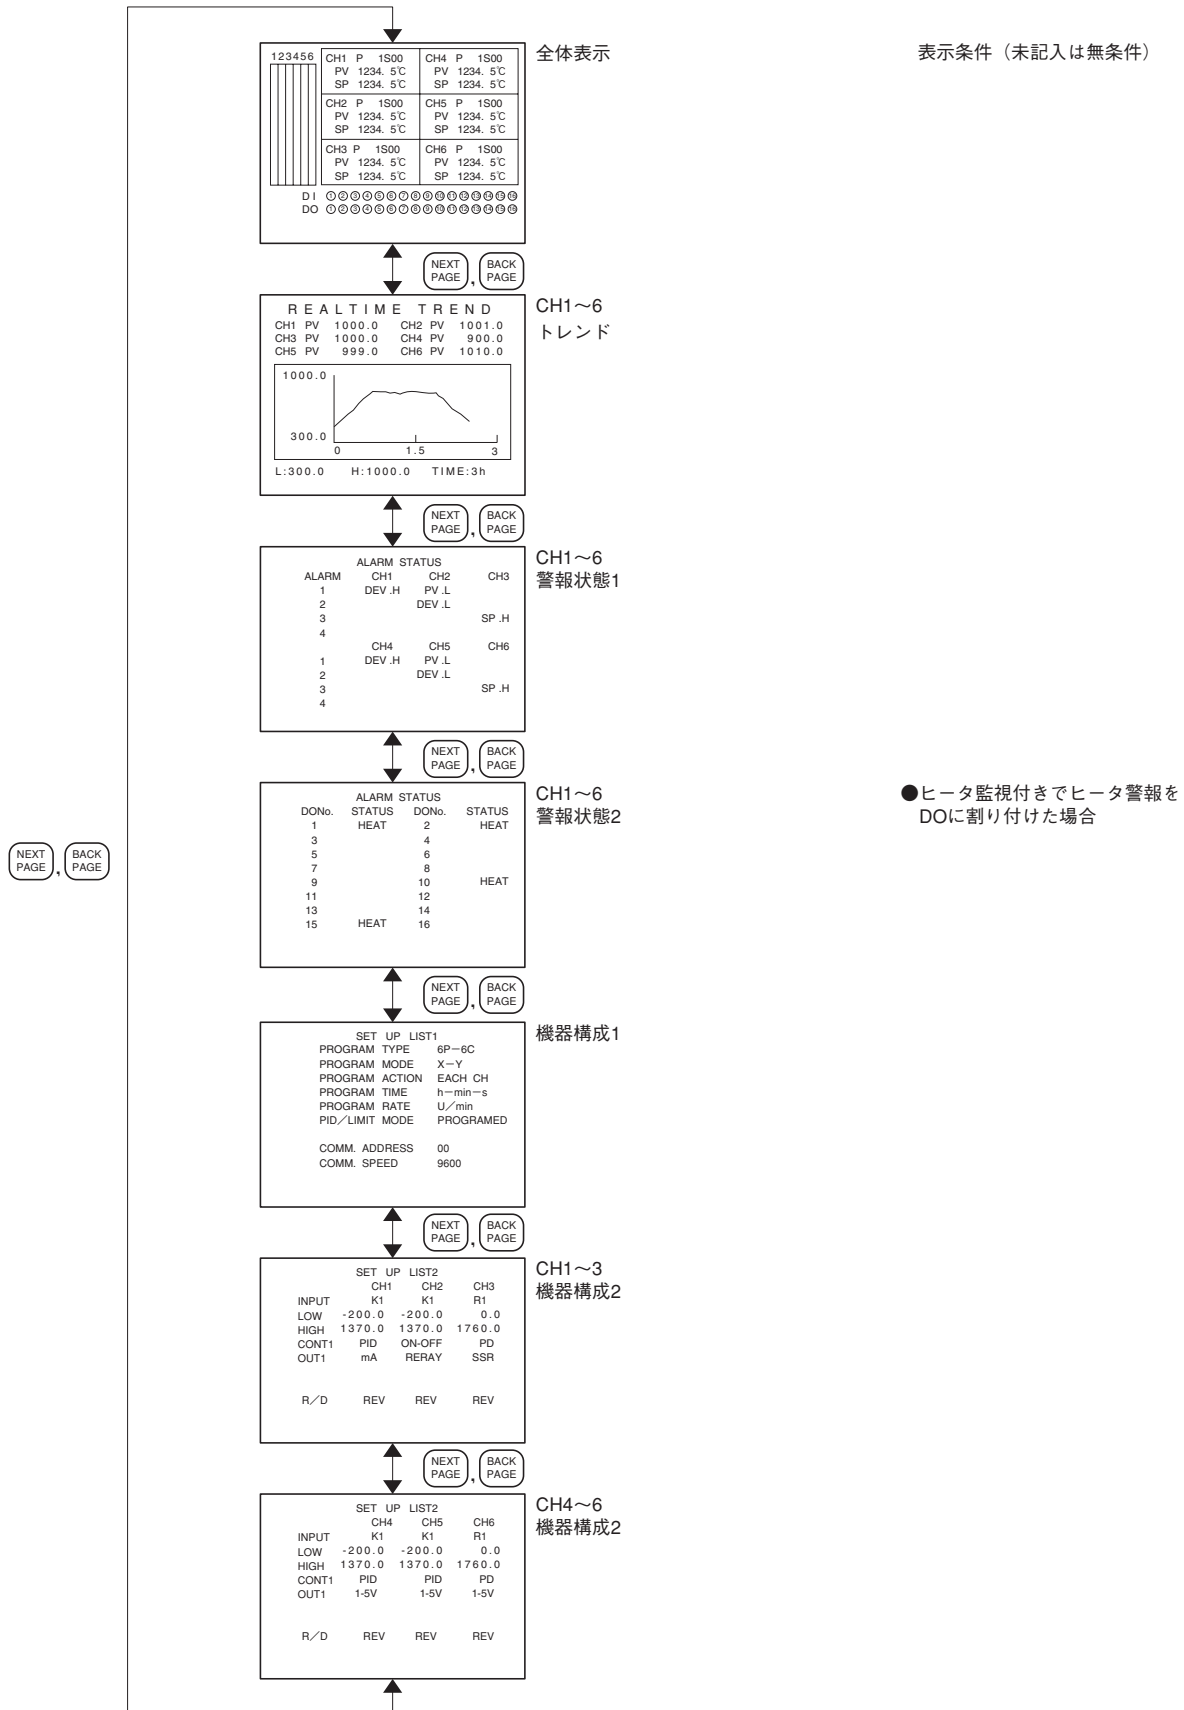 全体表示
表示条件（未記入は無条件）
123456
CH1 P 1S00 CH4 P 1S00
PV 1234. 5℃ PV 1234. 5℃
SP 1234. 5℃ SP 1234. 5℃
CH2 P 1S00 CH5 P 1S00
PV 1234. 5℃ PV 1234. 5℃
SP 1234. 5℃ SP 1234. 5℃
CH3 P 1S00 CH6 P 1S00
PV 1234. 5℃ PV 1234. 5℃
SP 1234. 5℃ SP 1234. 5℃
DI ①②③④⑤⑥⑦⑧⑨⑩⑪⑫⑬⑭⑮⑯
DO ①②③④⑤⑥⑦⑧⑨⑩⑪⑫⑬⑭⑮⑯
NEXT PAGE , BACK PAGE
CH1～6
トレンド
REALTIME TREND
CH1 PV 1000.0 CH2 PV 1001.0
CH3 PV 1000.0 CH4 PV 900.0
CH5 PV 999.0 CH6 PV 1010.0
1000.0
300.0
0 1.5 3
L:300.0 H:1000.0 TIME:3h
NEXT PAGE , BACK PAGE
CH1～6
警報状態1
ALARM STATUS
ALARM CH1 CH2 CH3
1 DEV .H PV .L
2 DEV .L
3 SP .H
4
CH4 CH5 CH6
1 DEV .H PV .L
2 DEV .L
3 SP .H
4
NEXT PAGE , BACK PAGE
CH1～6
警報状態2
●ヒータ監視付きでヒータ警報を
DOに割り付けた場合
ALARM STATUS
DONo. STATUS DONo. STATUS
1 HEAT 2 HEAT
3 4
5 6
7 8
9 10 HEAT
11 12
13 14
15 HEAT 16
NEXT PAGE , BACK PAGE
NEXT PAGE , BACK PAGE
機器構成1
SET UP LIST1
PROGRAM TYPE 6P－6C
PROGRAM MODE X－Y
PROGRAM ACTION EACH CH
PROGRAM TIME h－min－s
PROGRAM RATE U／min
PID／LIMIT MODE PROGRAMED
COMM. ADDRESS 00
COMM. SPEED 9600
NEXT PAGE , BACK PAGE
CH1～3
機器構成2
SET UP LIST2
CH1 CH2 CH3
INPUT K1 K1 R1
LOW -200.0 -200.0 0.0
HIGH 1370.0 1370.0 1760.0
CONT1 PID ON-OFF PD
OUT1 mA RERAY SSR
R／D REV REV REV
NEXT PAGE , BACK PAGE
CH4～6
機器構成2
SET UP LIST2
CH4 CH5 CH6
INPUT K1 K1 R1
LOW -200.0 -200.0 0.0
HIGH 1370.0 1370.0 1760.0
CONT1 PID PID PD
OUT1 1-5V 1-5V 1-5V
R／D REV REV REV